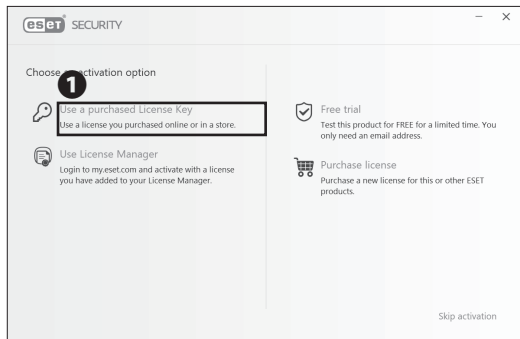 eset SECURITY
Choose activation option
1
Use a purchased License Key
Use a license you purchased online or in a store.
Use License Manager
Login to my.eset.com and activate with a license
you have added to your License Manager.
Free trial
Test this product for FREE for a limited time. You
only need an email address.
Purchase license
Purchase a new license for this or other ESET
products.
Skip activation